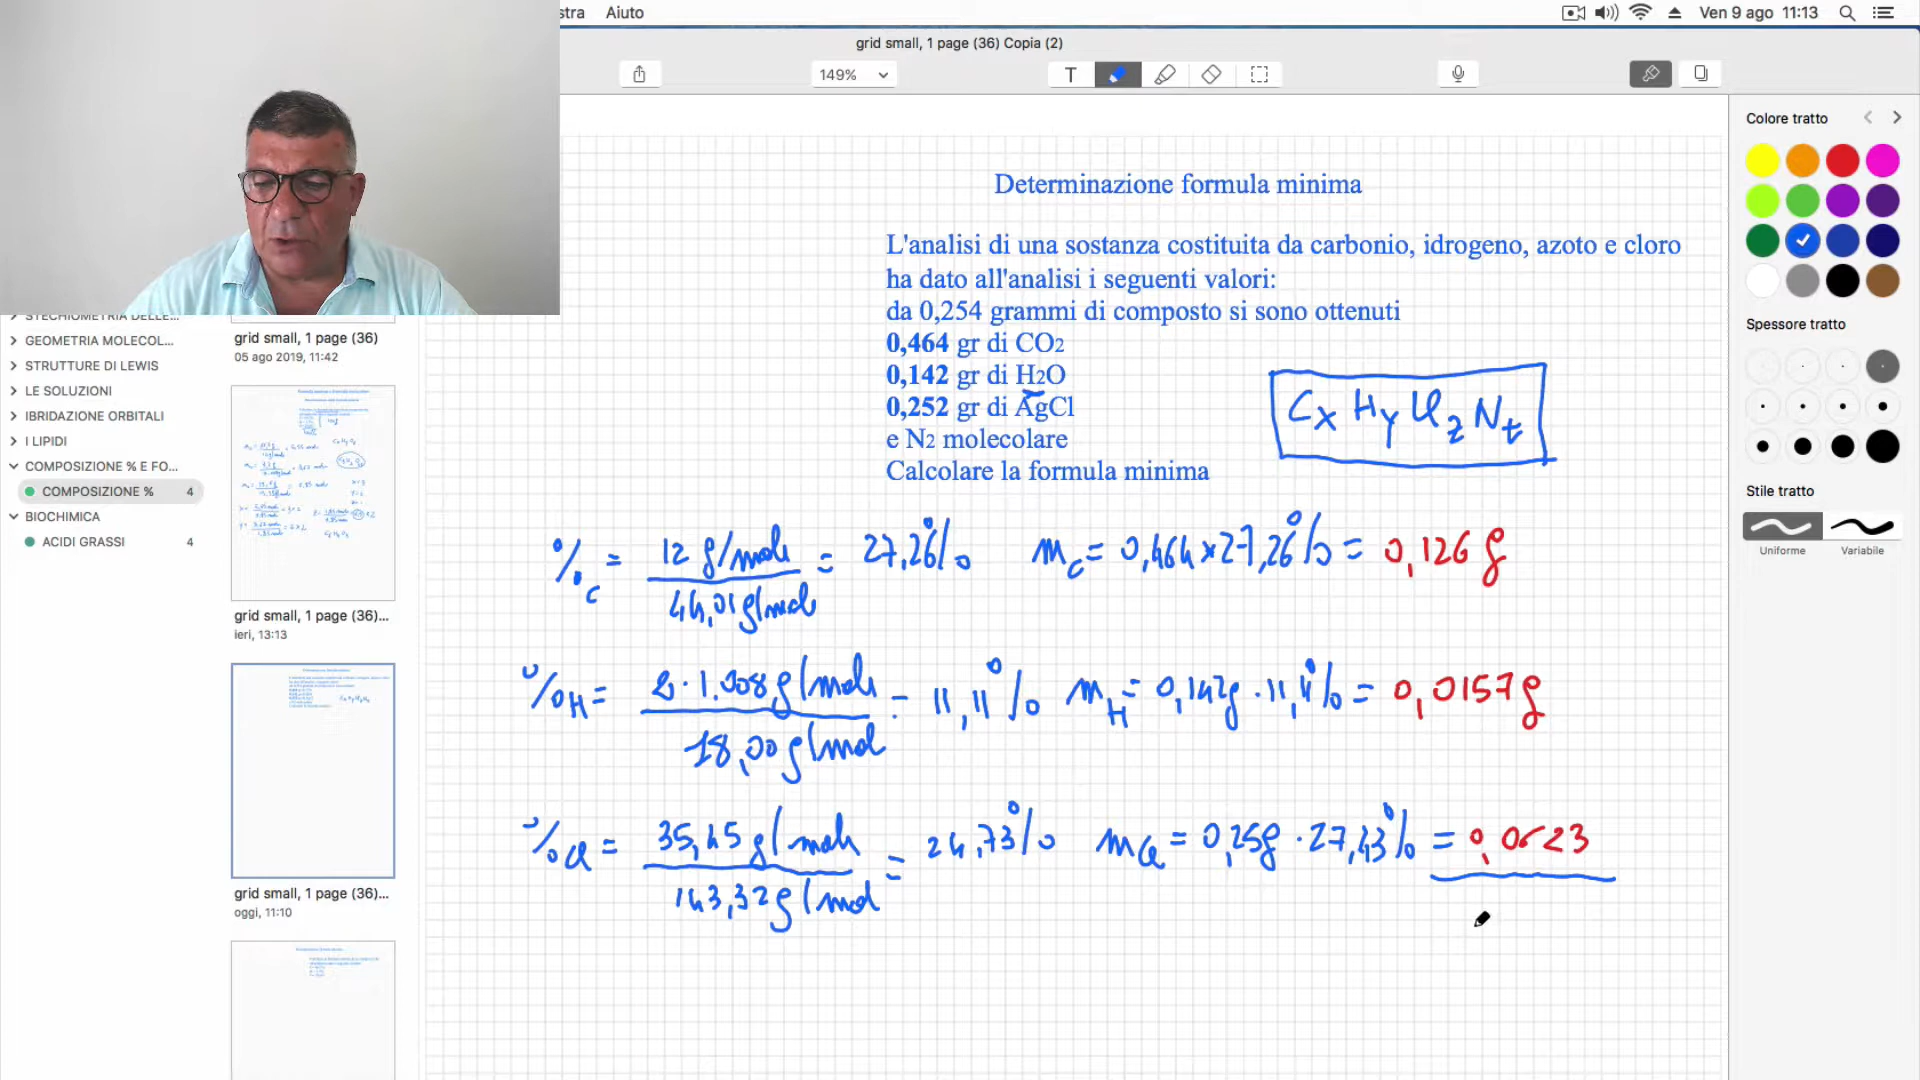 stra Aiuto Ven 9 ago 11:13
grid small, 1 page (36) Copia (2)
149% T
STECHIOMETRIA DELLE...
GEOMETRIA MOLECOL...
STRUTTURE DI LEWIS
LE SOLUZIONI
IBRIDAZIONE ORBITALI
I LIPIDI
COMPOSIZIONE % E FO...
COMPOSIZIONE % 4
BIOCHIMICA
ACIDI GRASSI 4
grid small, 1 page (36)
05 ago 2019, 11:42
grid small, 1 page (36)...
ieri, 13:13
grid small, 1 page (36)...
oggi, 11:10
Determinazione formula minima
L'analisi di una sostanza costituita da carbonio, idrogeno, azoto e cloro
ha dato all'analisi i seguenti valori:
da 0,254 grammi di composto si sono ottenuti
0,464 gr di CO2
0,142 gr di H2O
0,252 gr di AgCl
e N2 molecolare
Calcolare la formula minima
Cx Hy Clz Nt
%C = 12 g/mole / 44,01 g/mole = 27,26% mC = 0,464 × 27,26% = 0,126 g
%H = 2 · 1.008 g/mole / 18,00 g/mol = 11,11% mH = 0,142g · 11,11% = 0,0157 g
%Cl = 35,45 g/mole / 143,32 g/mol = 24,73% mCl = 0,25g · 27,43% = 0,0623
Colore tratto
Spessore tratto
Stile tratto
Uniforme Variabile